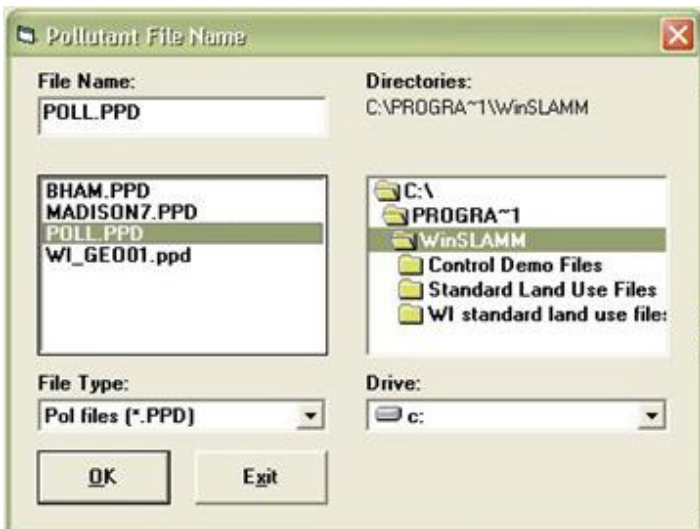 Pollutant File Name
File Name:
POLL.PPD
Directories:
C:\PROGRA~1\WinSLAMM
BHAM.PPD
MADISON7.PPD
POLL.PPD
WI_GEO01.ppd
C:\
PROGRA~1
WinSLAMM
Control Demo Files
Standard Land Use Files
WI standard land use files
File Type:
Pol files (*.PPD)
Drive:
c:
OK
Exit